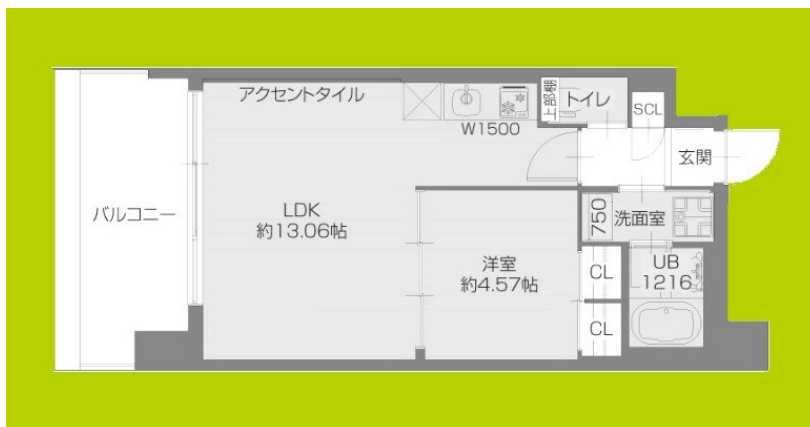 アクセントタイル
上部棚
トイレ
W1500
SCL
玄関
バルコニー
LDK
約13.06帖
750
洗面室
洋室
約4.57帖
CL
UB
1216
CL